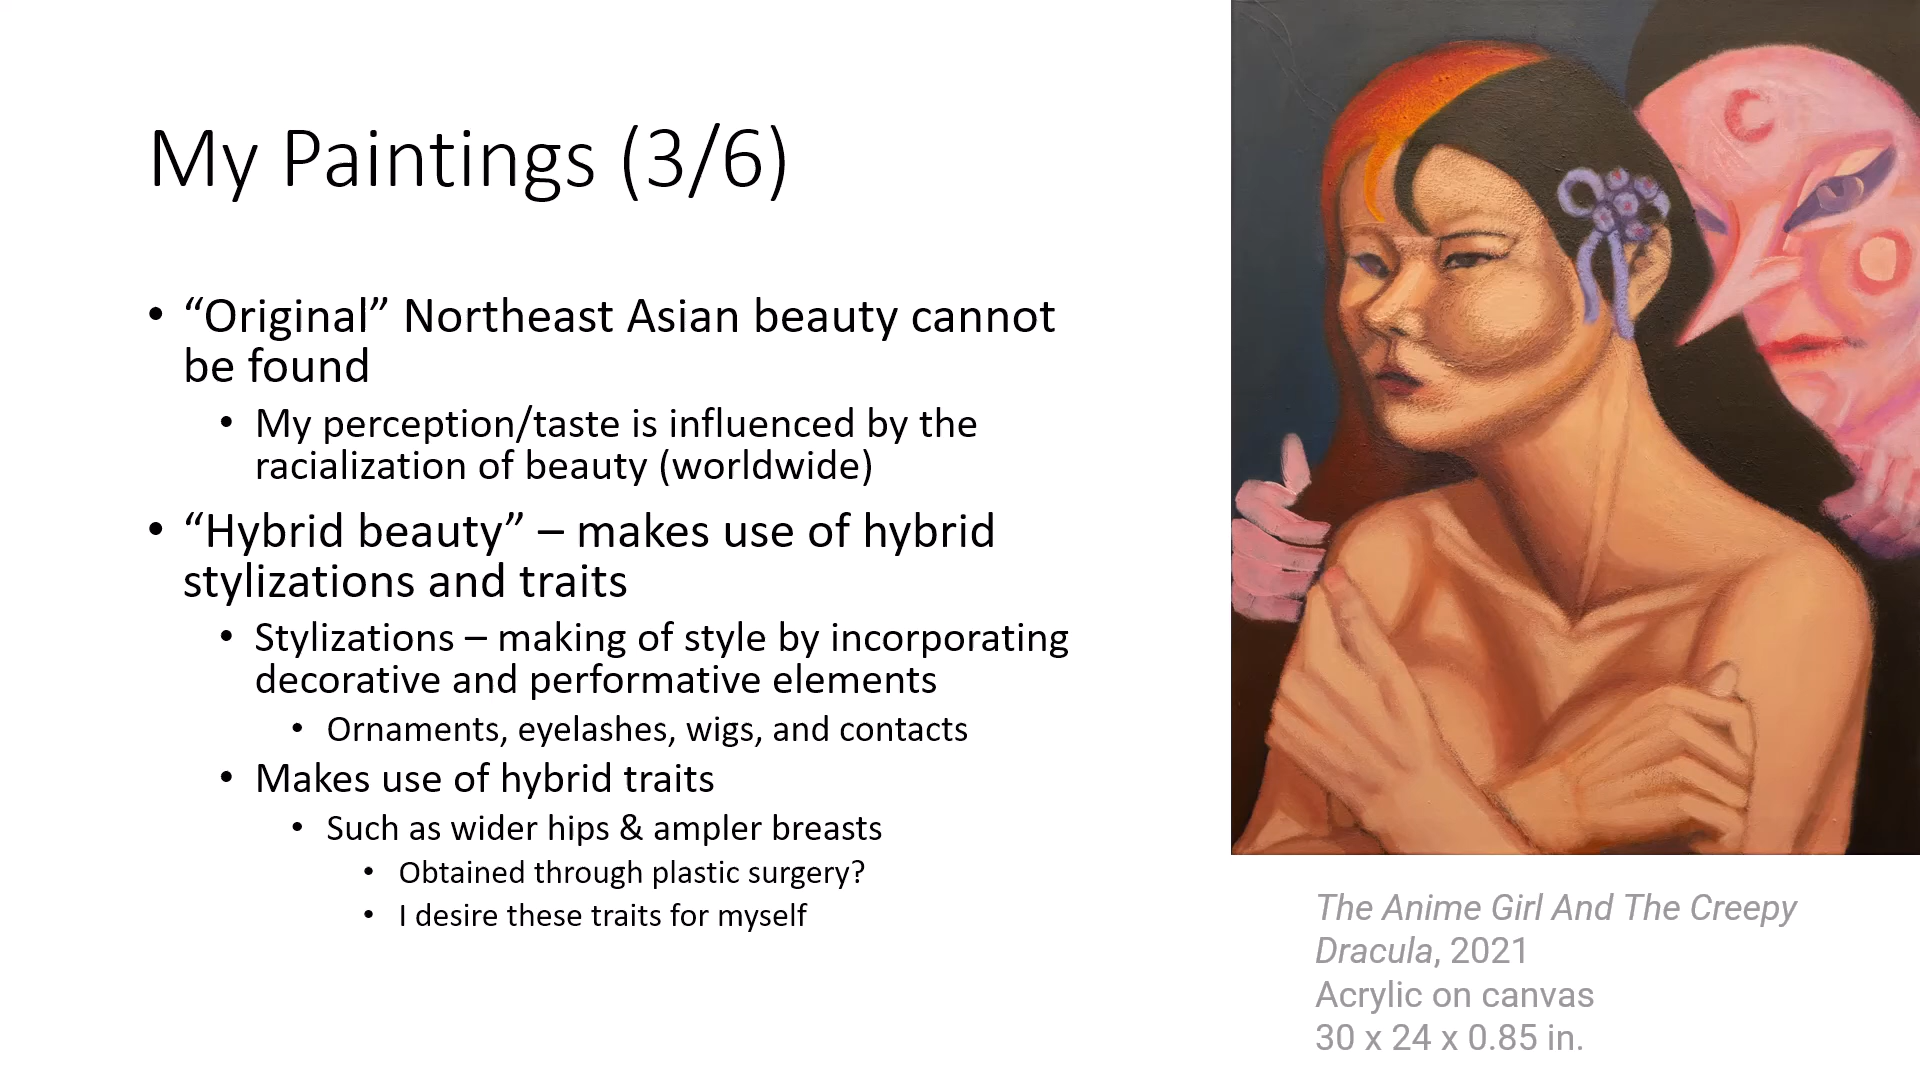 My Paintings (3/6)
• “Original” Northeast Asian beauty cannot
be found
• My perception/taste is influenced by the
racialization of beauty (worldwide)
• “Hybrid beauty” – makes use of hybrid
stylizations and traits
• Stylizations – making of style by incorporating
decorative and performative elements
• Ornaments, eyelashes, wigs, and contacts
• Makes use of hybrid traits
• Such as wider hips & ampler breasts
• Obtained through plastic surgery?
• I desire these traits for myself
The Anime Girl And The Creepy
Dracula, 2021
Acrylic on canvas
30 x 24 x 0.85 in.